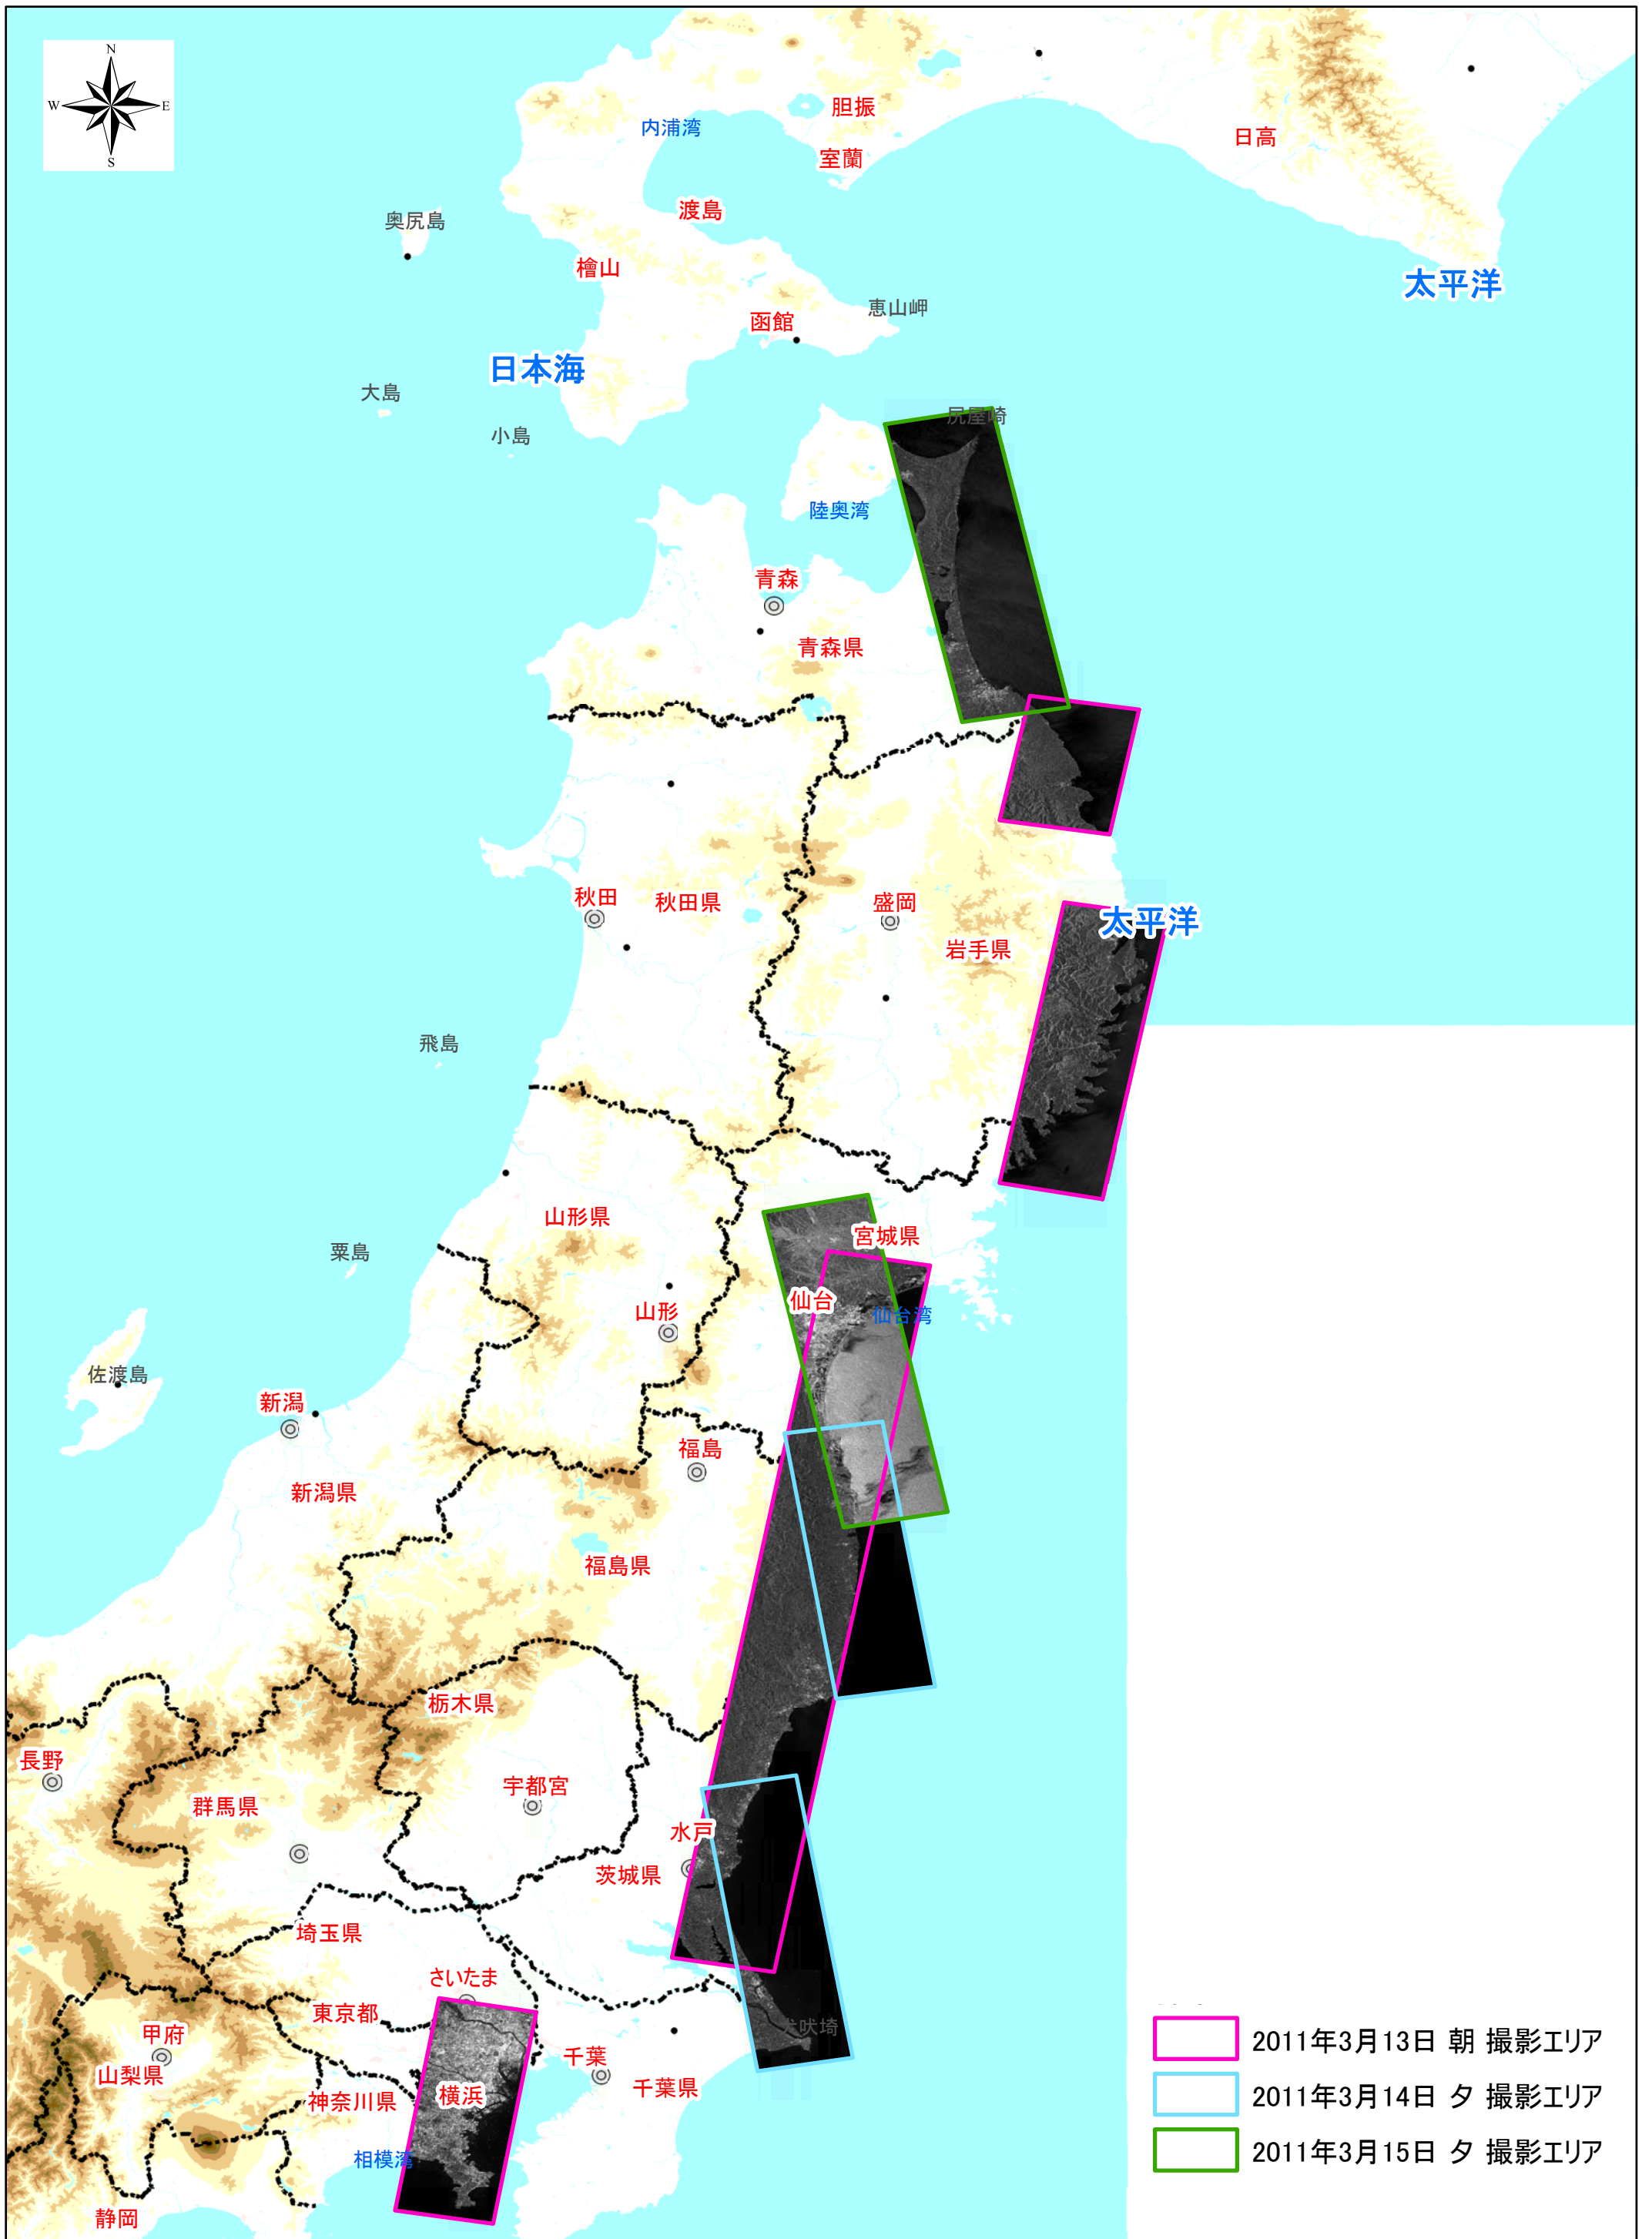 N
W
E
S
胆振
内浦湾
日高
室蘭
渡島
奥尻島
檜山
太平洋
恵山岬
函館
日本海
大島
尻屋崎
小島
陸奥湾
青森
青森県
秋田
秋田県
盛岡
太平洋
岩手県
飛島
山形県
宮城県
粟島
仙台
山形
仙台湾
佐渡島
新潟
福島
新潟県
福島県
栃木県
長野
宇都宮
群馬県
水戸
茨城県
埼玉県
さいたま
東京都
犬吠埼
甲府
千葉
山梨県
千葉県
横浜
神奈川県
相模湾
静岡
2011年3月13日 朝 撮影エリア
2011年3月14日 夕 撮影エリア
2011年3月15日 夕 撮影エリア